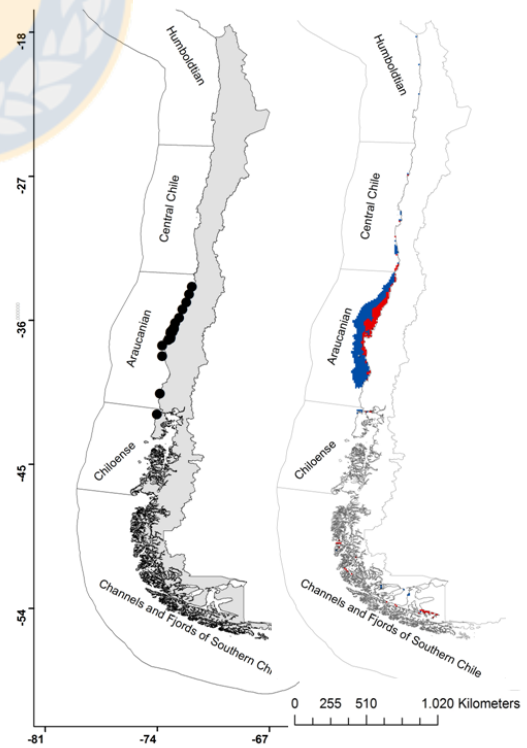 -18
-27
-36
-45
-54
-81
-74
-67
Humboldtian
Central Chile
Araucanian
Chiloense
Channels and Fjords of Southern Chi
Humboldtian
Central Chile
Araucanian
Chiloense
Channels and Fjords of Southern Chile
0 255 510 1.020 Kilometers